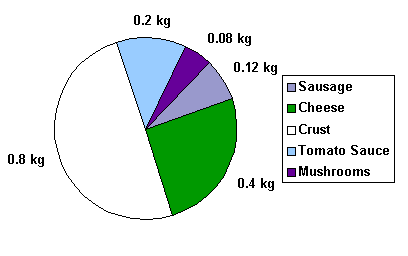 0.2 kg
0.08 kg
0.12 kg
Sausage
Cheese
Crust
Tomato Sauce
Mushrooms
0.8 kg
0.4 kg